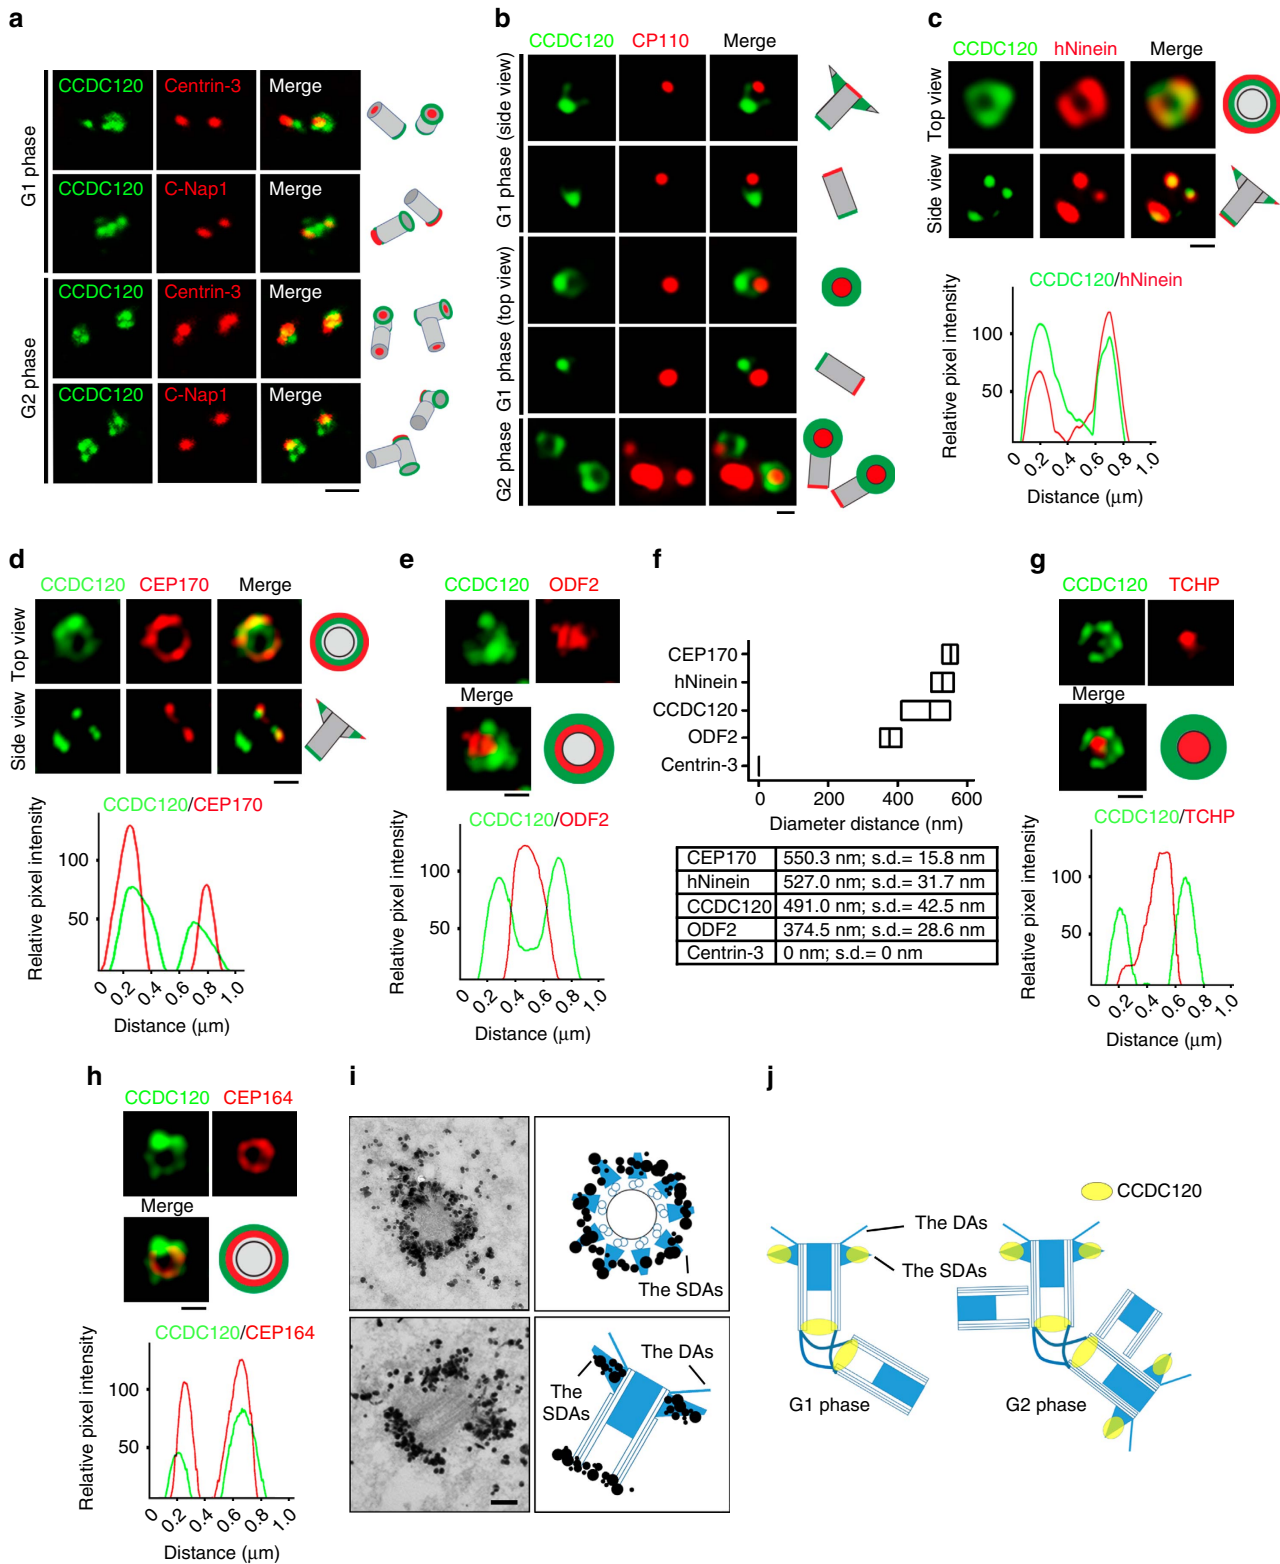 a
G1 phase
CCDC120 Centrin-3 Merge
CCDC120 C-Nap1 Merge
G2 phase
CCDC120 Centrin-3 Merge
CCDC120 C-Nap1 Merge
b
CCDC120 CP110 Merge
G1 phase (side view)
G1 phase (top view)
G2 phase
c
CCDC120 hNinein Merge
Top view
Side view
CCDC120/hNinein
Relative pixel intensity
100
50
0 0.2 0.4 0.6 0.8 1.0
Distance (μm)
d
CCDC120 CEP170 Merge
Top view
Side view
CCDC120/CEP170
Relative pixel intensity
100
50
0 0.2 0.4 0.6 0.8 1.0
Distance (μm)
e
CCDC120 ODF2
Merge
CCDC120/ODF2
Relative pixel intensity
100
50
0 0.2 0.4 0.6 0.8 1.0
Distance (μm)
f
CEP170
hNinein
CCDC120
ODF2
Centrin-3
0 200 400 600
Diameter distance (nm)
CEP170 550.3 nm; s.d.= 15.8 nm
hNinein 527.0 nm; s.d.= 31.7 nm
CCDC120 491.0 nm; s.d.= 42.5 nm
ODF2 374.5 nm; s.d.= 28.6 nm
Centrin-3 0 nm; s.d.= 0 nm
g
CCDC120 TCHP
Merge
CCDC120/TCHP
Relative pixel intensity
100
50
0 0.2 0.4 0.6 0.8 1.0
Distance (μm)
h
CCDC120 CEP164
Merge
CCDC120/CEP164
Relative pixel intensity
100
50
0 0.2 0.4 0.6 0.8 1.0
Distance (μm)
i
The SDAs
The DAs
The
SDAs
j
CCDC120
The DAs
The SDAs
G1 phase
G2 phase